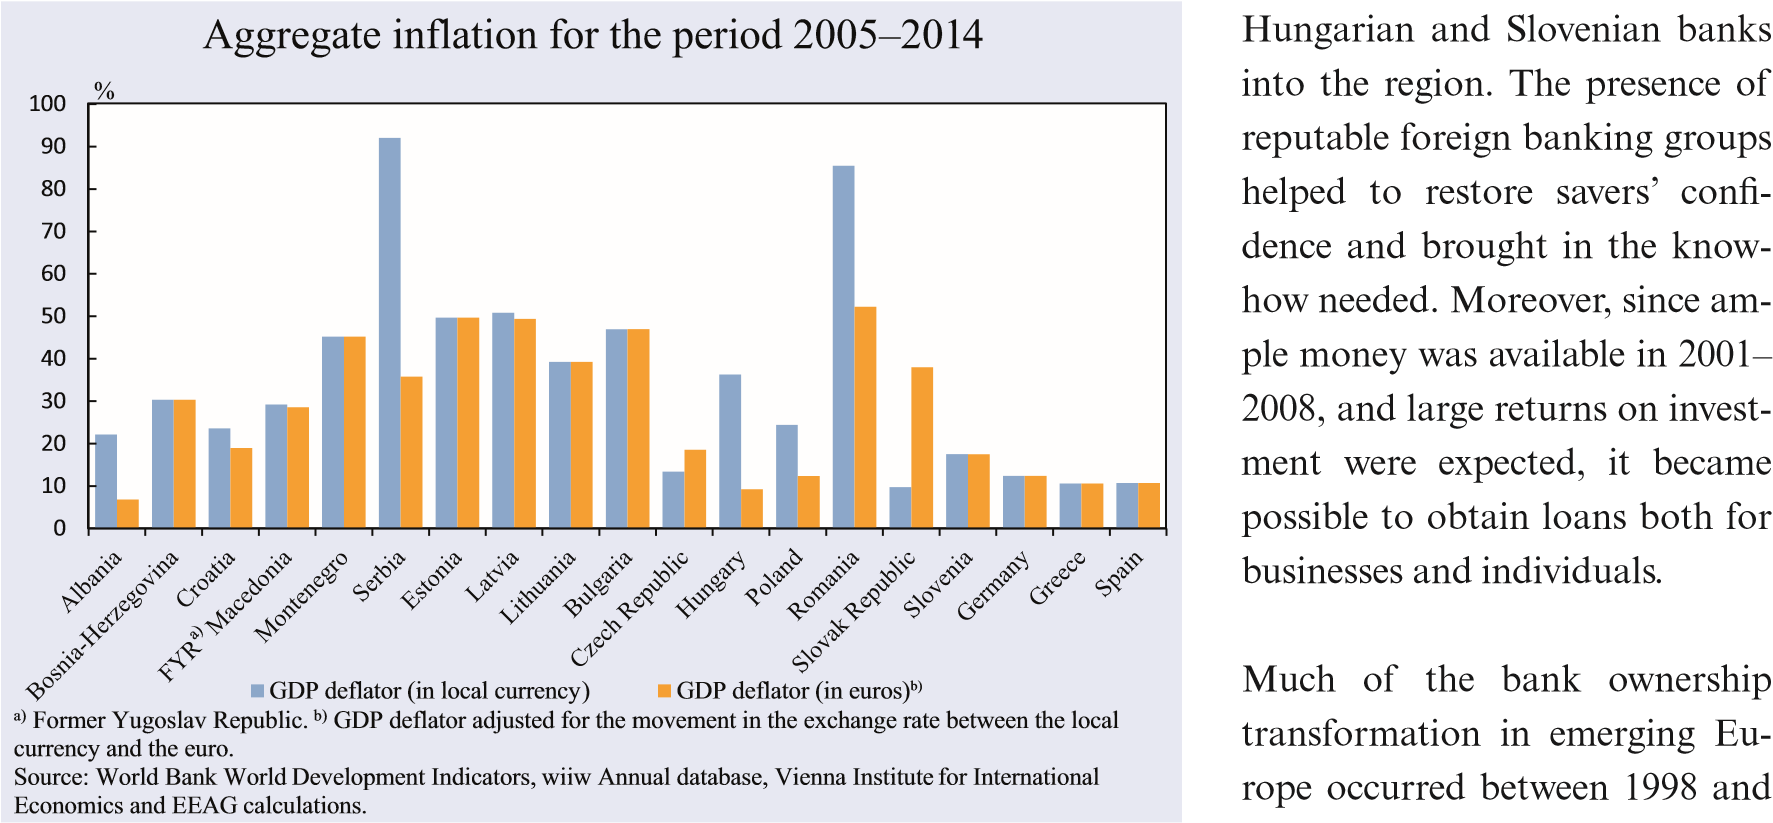 Aggregate inflation for the period 2005–2014
%
100
90
80
70
60
50
40
30
20
10
0
Albania
Bosnia-Herzegovina
Croatia
FYRa) Macedonia
Montenegro
Serbia
Estonia
Latvia
Lithuania
Bulgaria
Czech Republic
Hungary
Poland
Romania
Slovak Republic
Slovenia
Germany
Greece
Spain
GDP deflator (in local currency)
GDP deflator (in euros)b)
a) Former Yugoslav Republic. b) GDP deflator adjusted for the movement in the exchange rate between the local
currency and the euro.
Source: World Bank World Development Indicators, wiiw Annual database, Vienna Institute for International
Economics and EEAG calculations.
Hungarian and Slovenian banks
into the region. The presence of
reputable foreign banking groups
helped to restore savers’ confi-
dence and brought in the know-
how needed. Moreover, since am-
ple money was available in 2001–
2008, and large returns on invest-
ment were expected, it became
possible to obtain loans both for
businesses and individuals.
Much of the bank ownership
transformation in emerging Eu-
rope occurred between 1998 and